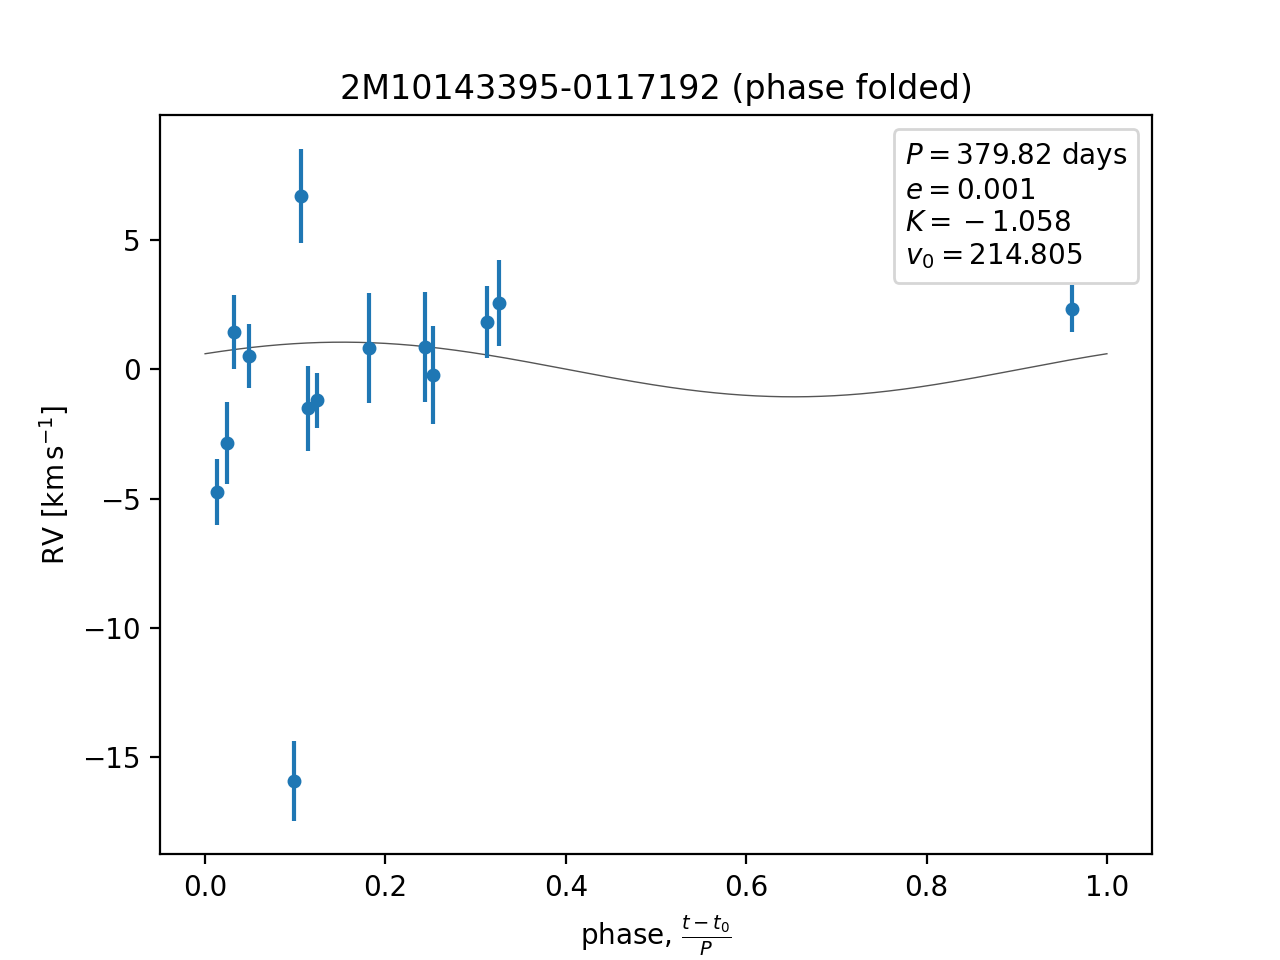 2M10143395-0117192 (phase folded)
P = 379.82 days
e = 0.001
K = −1.058
v₀ = 214.805
5
0
−5
−10
−15
RV [km s⁻¹]
0.0 0.2 0.4 0.6 0.8 1.0
phase, (t − t₀)/P